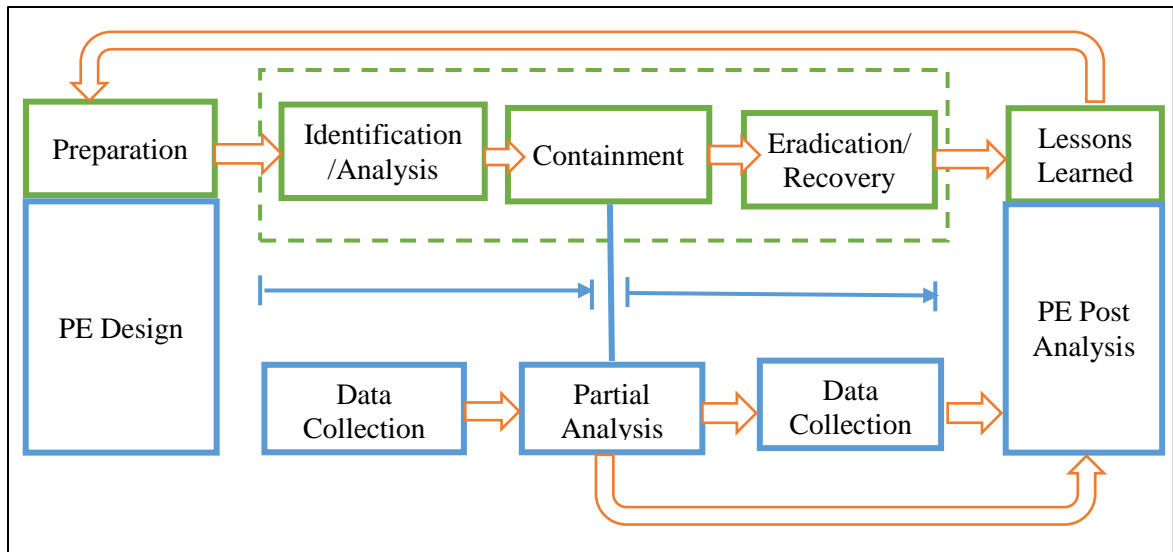 Preparation
Identification
/Analysis
Containment
Eradication/
Recovery
Lessons
Learned
PE Design
PE Post
Analysis
Data
Collection
Partial
Analysis
Data
Collection